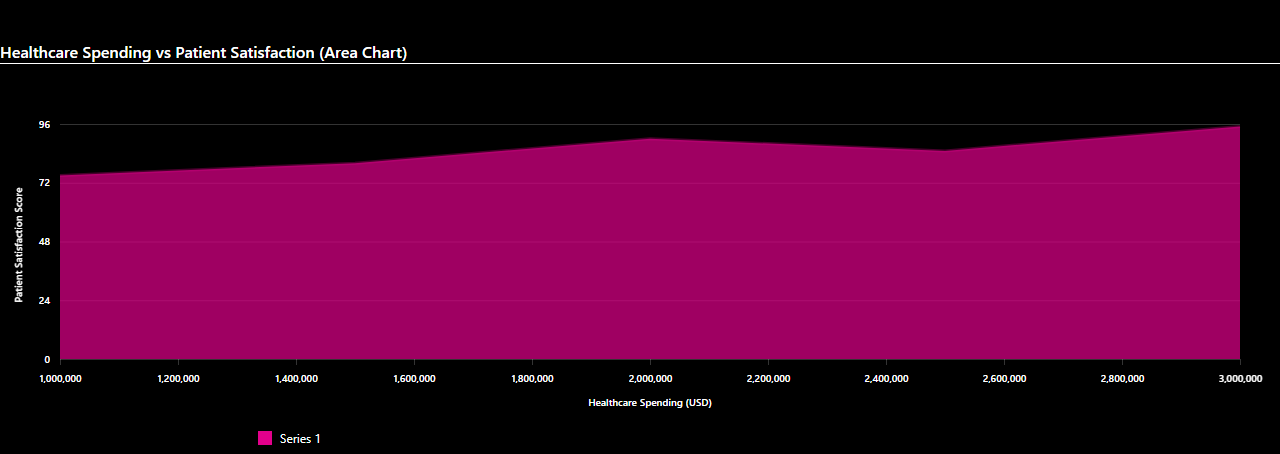 Healthcare Spending vs Patient Satisfaction (Area Chart)
96
72
48
24
0
Patient Satisfaction Score
1,000,000 1,200,000 1,400,000 1,600,000 1,800,000 2,000,000 2,200,000 2,400,000 2,600,000 2,800,000 3,000,000
Healthcare Spending (USD)
Series 1